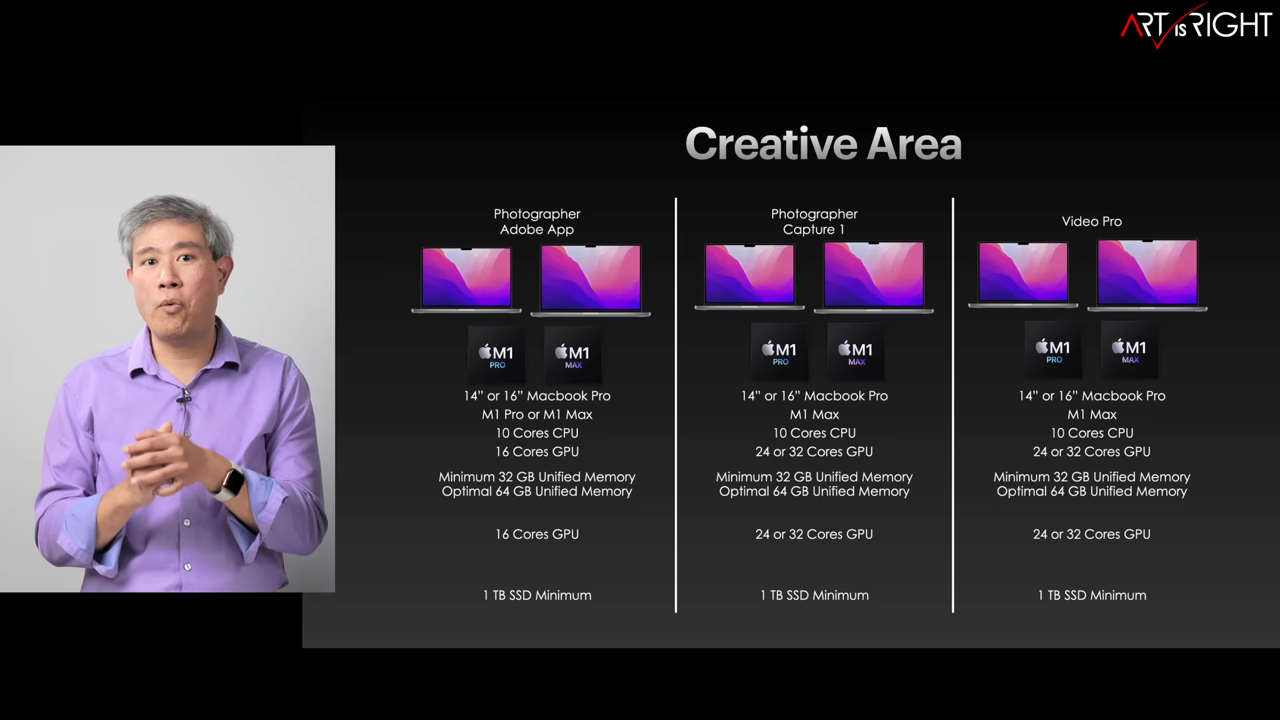 ART IS RIGHT
Creative Area
Photographer
Adobe App
M1
PRO
M1
MAX
14” or 16” Macbook Pro
M1 Pro or M1 Max
10 Cores CPU
16 Cores GPU
Minimum 32 GB Unified Memory
Optimal 64 GB Unified Memory
16 Cores GPU
1 TB SSD Minimum
Photographer
Capture 1
M1
PRO
M1
MAX
14” or 16” Macbook Pro
M1 Max
10 Cores CPU
24 or 32 Cores GPU
Minimum 32 GB Unified Memory
Optimal 64 GB Unified Memory
24 or 32 Cores GPU
1 TB SSD Minimum
Video Pro
M1
PRO
M1
MAX
14” or 16” Macbook Pro
M1 Max
10 Cores CPU
24 or 32 Cores GPU
Minimum 32 GB Unified Memory
Optimal 64 GB Unified Memory
24 or 32 Cores GPU
1 TB SSD Minimum